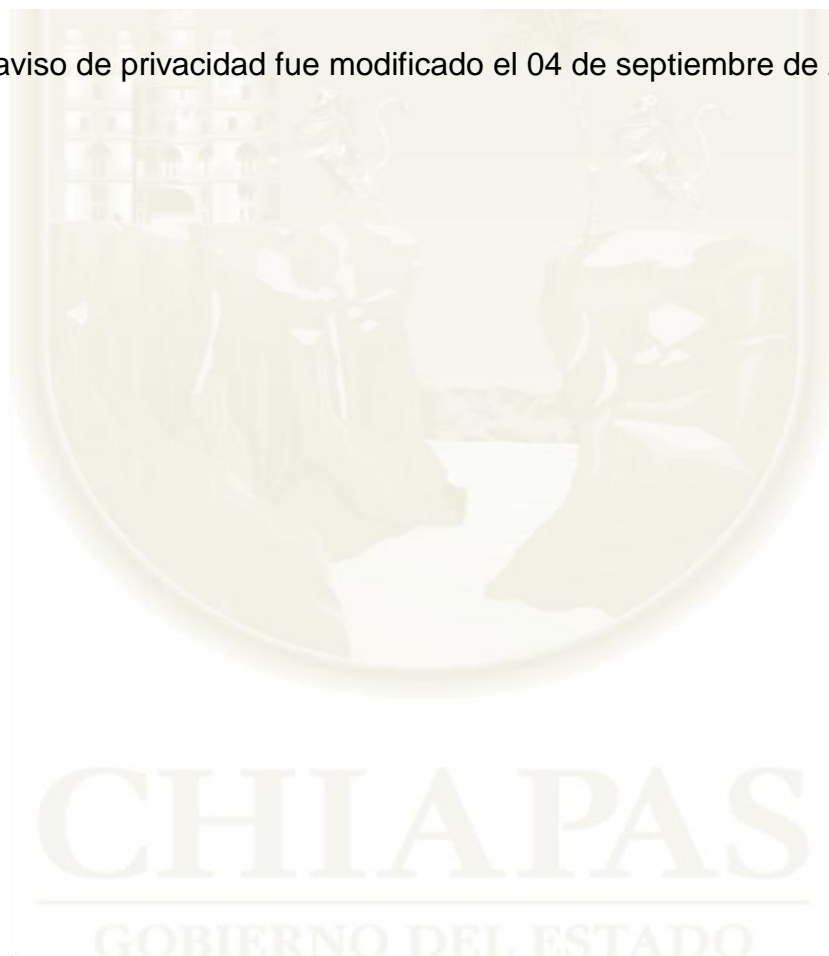 aviso de privacidad fue modificado el 04 de septiembre de
CHIAPAS
GOBIERNO DEL ESTADO